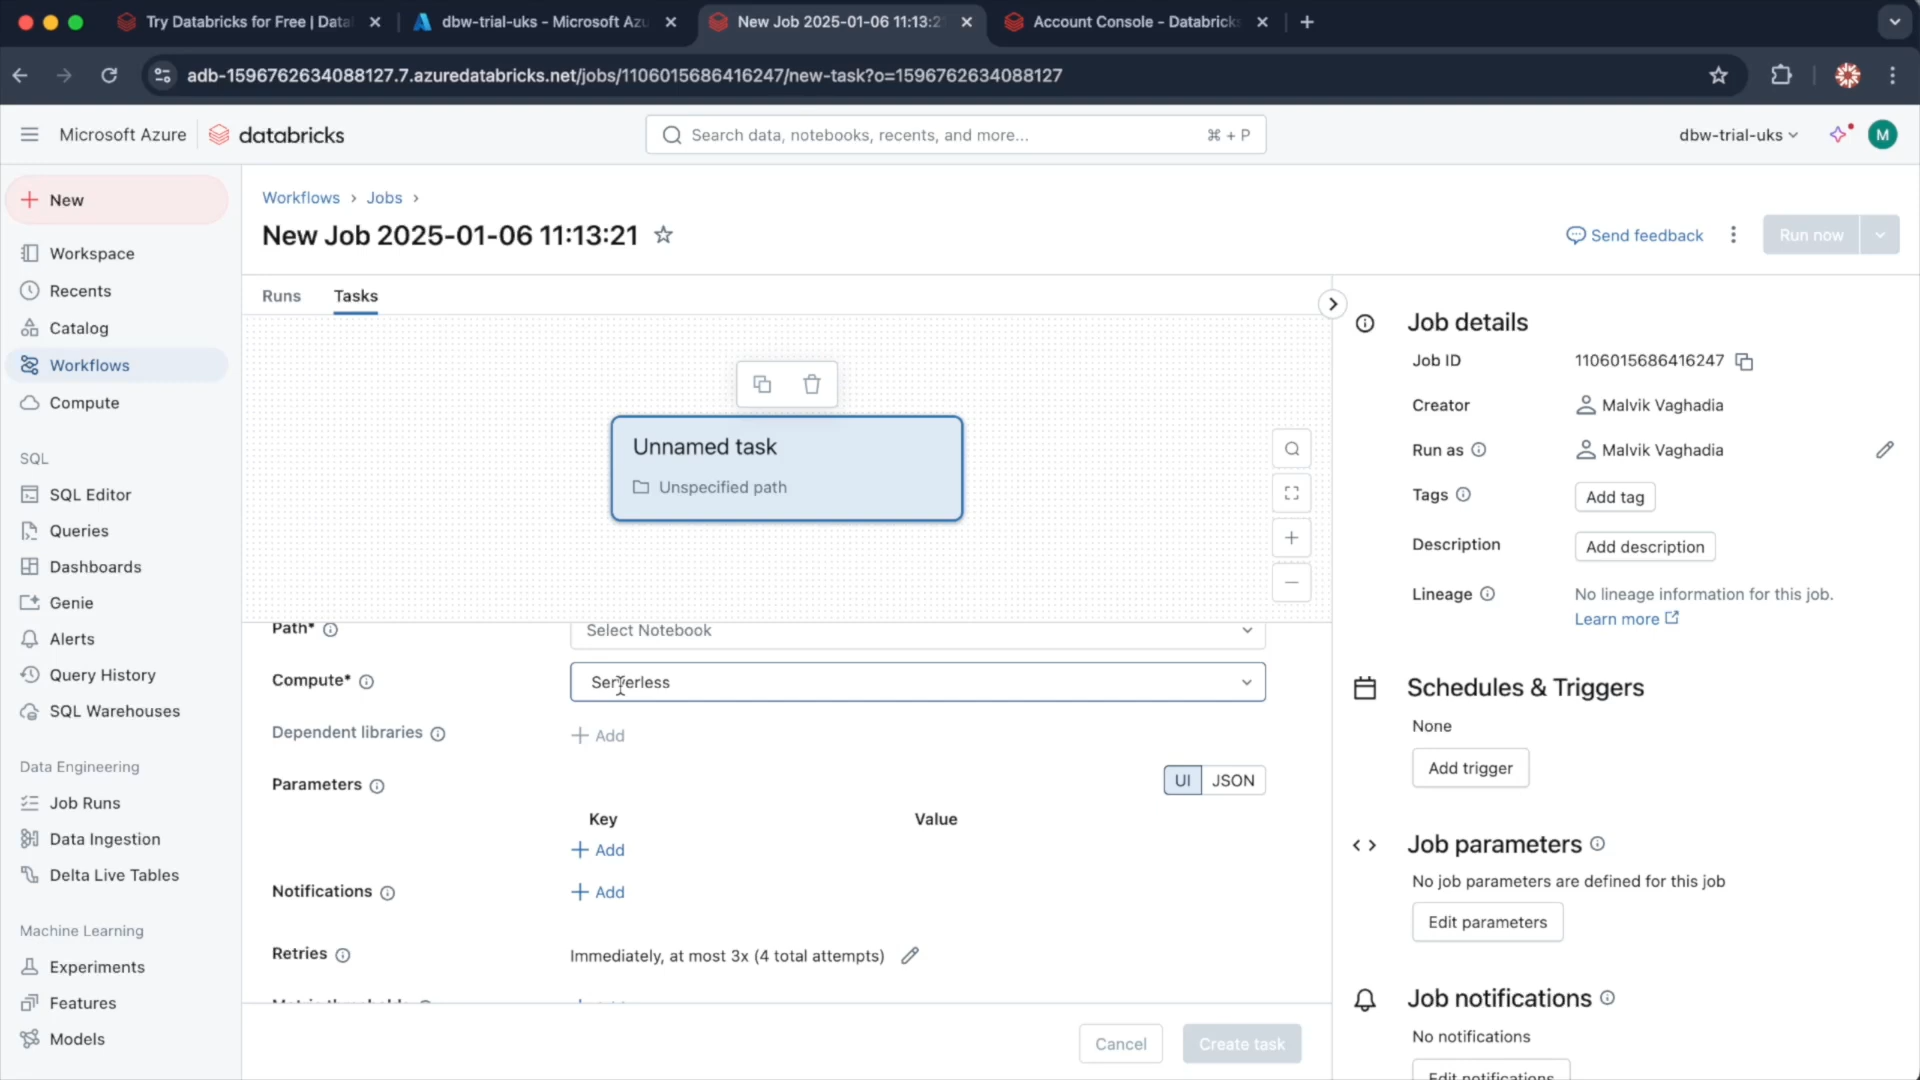 Try Databricks for Free | Data
dbw-trial-uks - Microsoft Azu
New Job 2025-01-06 11:13:2
Account Console - Databricks
adb-1596762634088127.7.azuredatabricks.net/jobs/1106015686416247/new-task?o=1596762634088127
Microsoft Azure
databricks
Search data, notebooks, recents, and more...
⌘ + P
dbw-trial-uks
M
New
Workspace
Recents
Catalog
Workflows
Compute
SQL
SQL Editor
Queries
Dashboards
Genie
Alerts
Query History
SQL Warehouses
Data Engineering
Job Runs
Data Ingestion
Delta Live Tables
Machine Learning
Experiments
Features
Models
Workflows > Jobs >
New Job 2025-01-06 11:13:21
Send feedback
Run now
Runs
Tasks
Unnamed task
Unspecified path
Path*
Select Notebook
Compute*
Serverless
Dependent libraries
+ Add
Parameters
UI
JSON
Key
Value
+ Add
Notifications
+ Add
Retries
Immediately, at most 3x (4 total attempts)
Cancel
Create task
Job details
Job ID
1106015686416247
Creator
Malvik Vaghadia
Run as
Malvik Vaghadia
Tags
Add tag
Description
Add description
Lineage
No lineage information for this job.
Learn more
Schedules & Triggers
None
Add trigger
Job parameters
No job parameters are defined for this job
Edit parameters
Job notifications
No notifications
Edit notifications